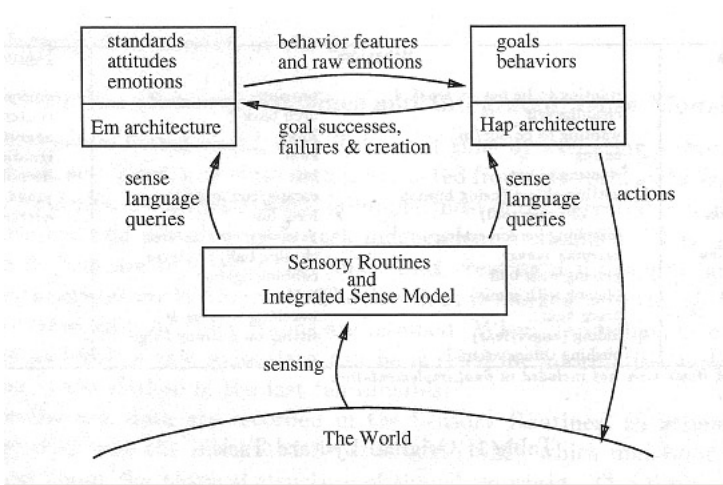 standards
attitudes
emotions
Em architecture
behavior features
and raw emotions
goal successes,
failures & creation
goals
behaviors
Hap architecture
sense
language
queries
sense
language
queries
actions
Sensory Routines
and
Integrated Sense Model
sensing
The World